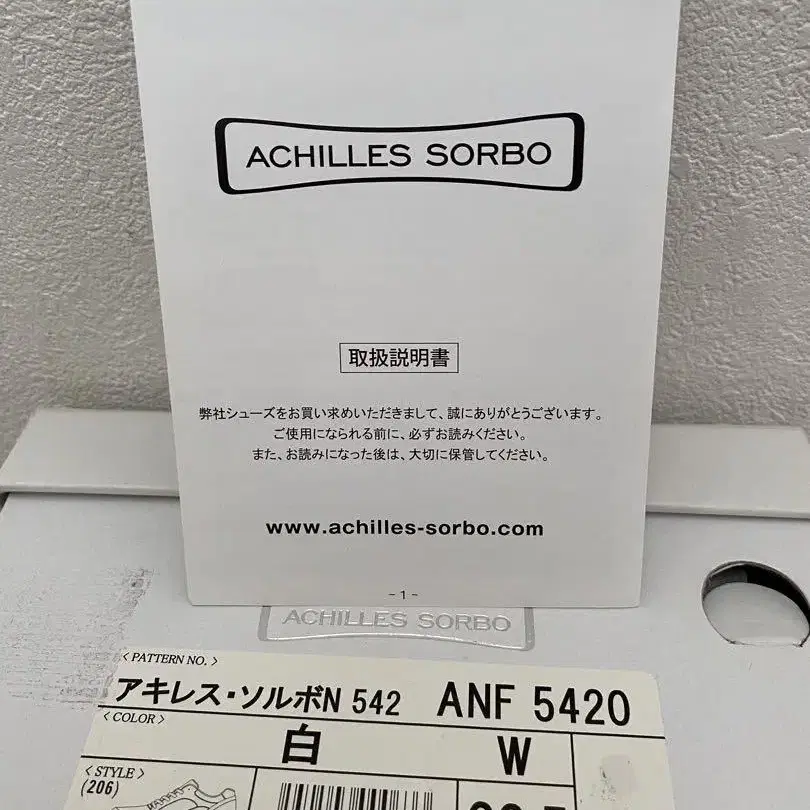 ACHILLES SORBO
取扱説明書
弊社シューズをお買い求めいただきまして、誠にありがとうございます。
ご使用になられる前に、必ずお読みください。
また、お読みになった後は、大切に保管してください。
www.achilles-sorbo.com
-1-
ACHILLES SORBO
〈PATTERN NO.〉
アキレス・ソルボN 542 ANF 5420
〈COLOR〉
白 W
〈STYLE〉
(206)